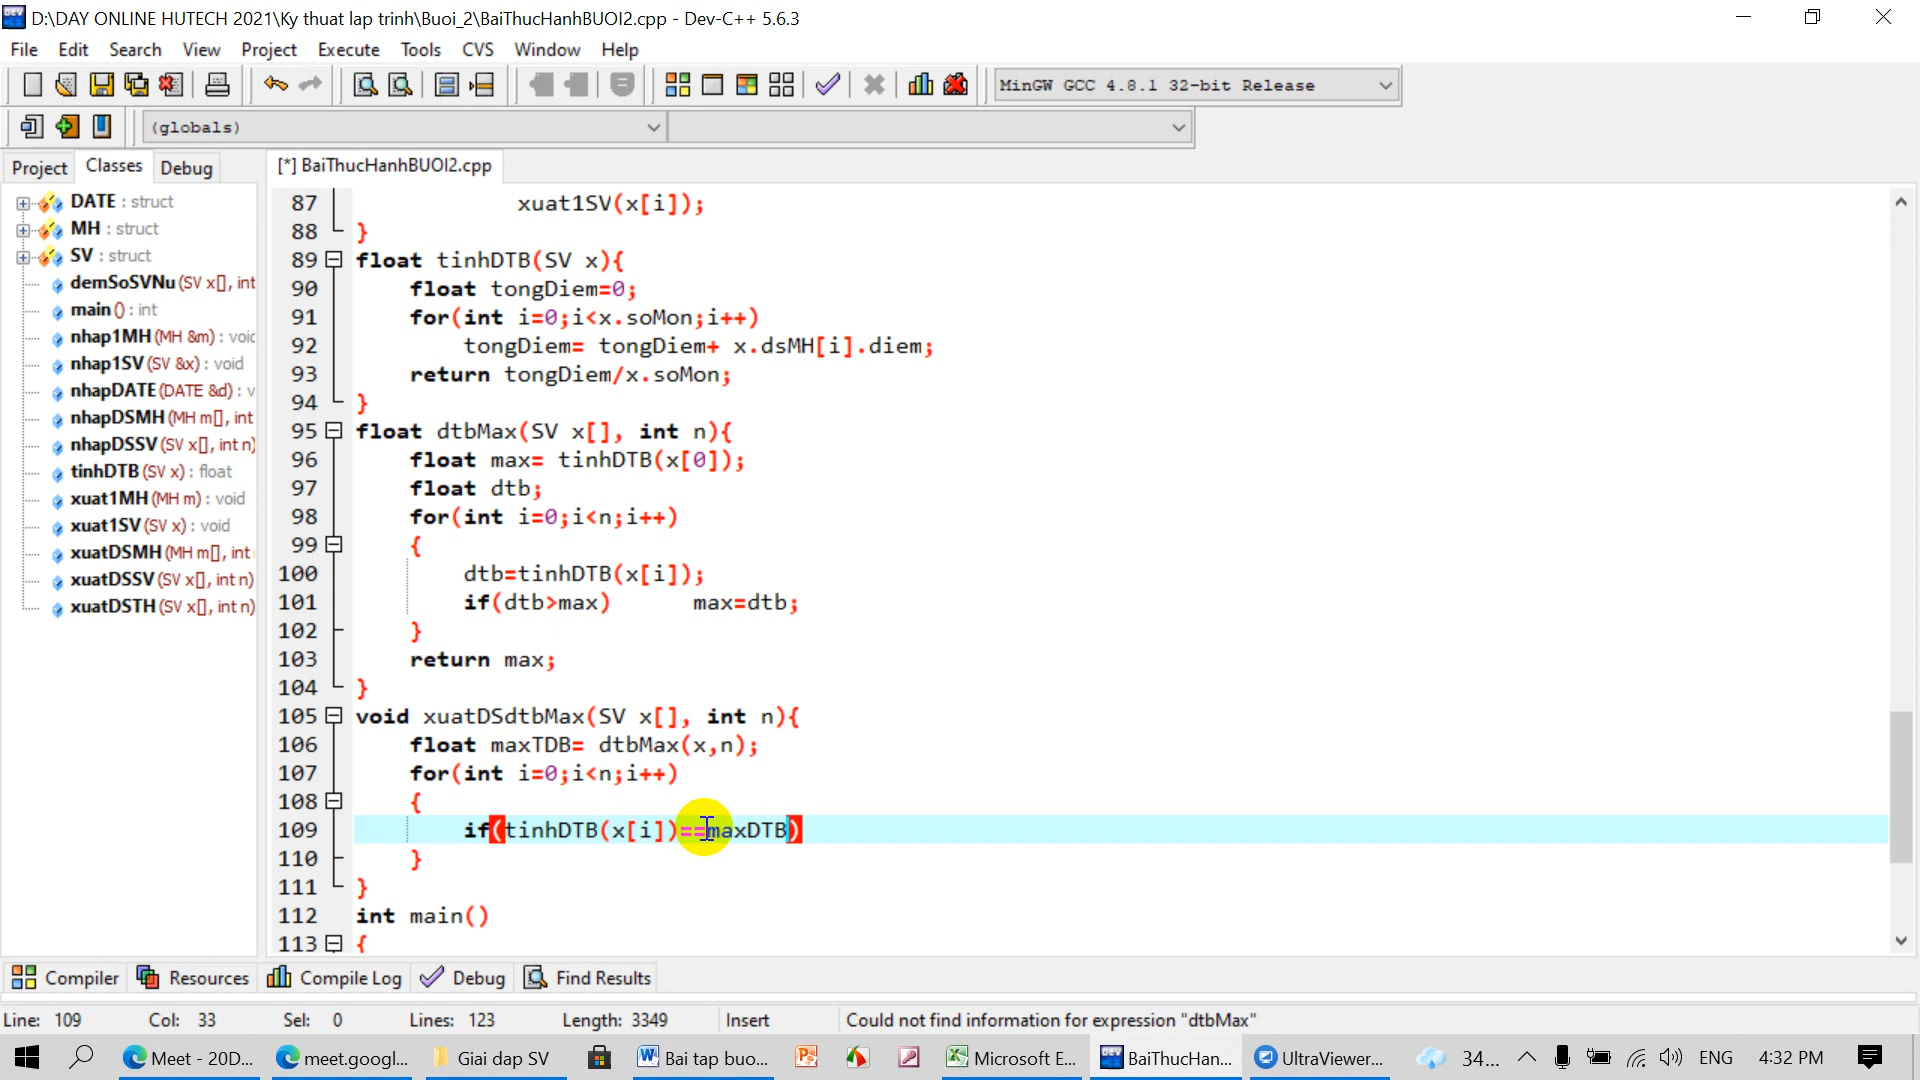 D:\DAY ONLINE HUTECH 2021\Ky thuat lap trinh\Buoi_2\BaiThucHanhBUOI2.cpp - Dev-C++ 5.6.3
File Edit Search View Project Execute Tools CVS Window Help
MinGW GCC 4.8.1 32-bit Release
(globals)
Project Classes Debug
[*] BaiThucHanhBUOI2.cpp
DATE : struct
MH : struct
SV : struct
demSoSVNu (SV x[], int
main () : int
nhap1MH (MH &m) : voic
nhap1SV (SV &x) : void
nhapDATE (DATE &d) : v
nhapDSMH (MH m[], int
nhapDSSV (SV x[], int n)
tinhDTB (SV x) : float
xuat1MH (MH m) : void
xuat1SV (SV x) : void
xuatDSMH (MH m[], int
xuatDSSV (SV x[], int n)
xuatDSTH (SV x[], int n)
87 xuat1SV(x[i]);
88 }
89 float tinhDTB(SV x){
90 float tongDiem=0;
91 for(int i=0;i<x.soMon;i++)
92 tongDiem= tongDiem+ x.dsMH[i].diem;
93 return tongDiem/x.soMon;
94 }
95 float dtbMax(SV x[], int n){
96 float max= tinhDTB(x[0]);
97 float dtb;
98 for(int i=0;i<n;i++)
99 {
100 dtb=tinhDTB(x[i]);
101 if(dtb>max) max=dtb;
102 }
103 return max;
104 }
105 void xuatDSdtbMax(SV x[], int n){
106 float maxTDB= dtbMax(x,n);
107 for(int i=0;i<n;i++)
108 {
109 if(tinhDTB(x[i])==maxDTB)
110 }
111 }
112 int main()
113 {
Compiler Resources Compile Log Debug Find Results
Line: 109 Col: 33 Sel: 0 Lines: 123 Length: 3349 Insert Could not find information for expression "dtbMax"
Meet - 20D... meet.googl... Giai dap SV Bai tap buo... Microsoft E... BaiThucHan... UltraViewer... 34... ENG 4:32 PM